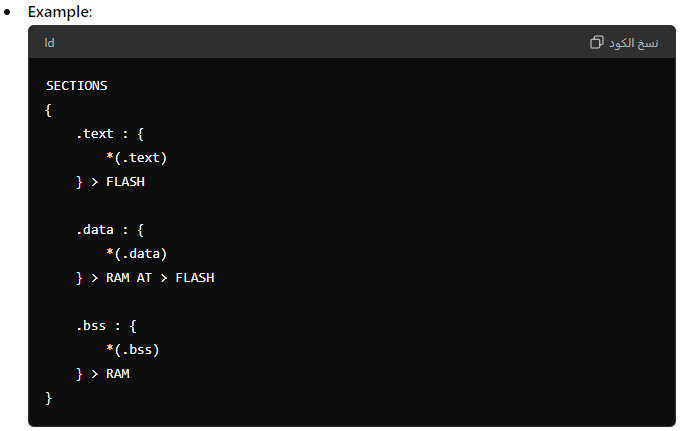 • Example:
ld نسخ الكود
SECTIONS
{
    .text : {
        *(.text)
    } > FLASH

    .data : {
        *(.data)
    } > RAM AT > FLASH

    .bss : {
        *(.bss)
    } > RAM
}